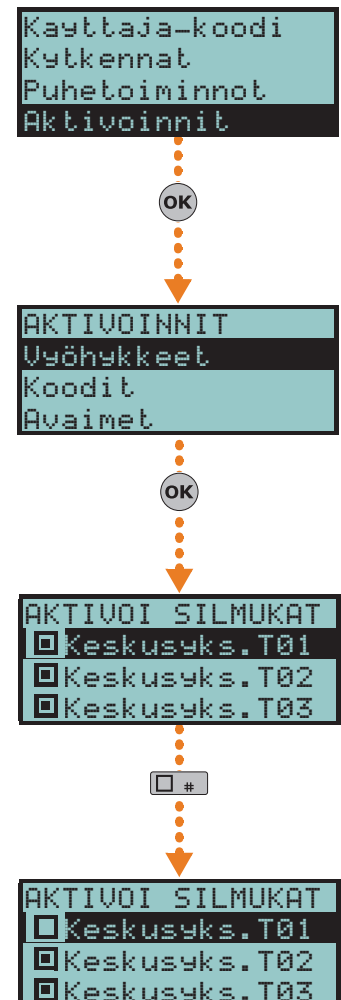 Kayttaja-koodi
Kytkennat
Puhetoiminnot
Aktivoinnit
OK
AKTIVOINNIT
Vyöhykkeet
Koodit
Avaimet
OK
AKTIVOI SILMUKAT
Keskusyks.T01
Keskusyks.T02
Keskusyks.T03
#
AKTIVOI SILMUKAT
Keskusyks.T01
Keskusyks.T02
Keskusyks.T03